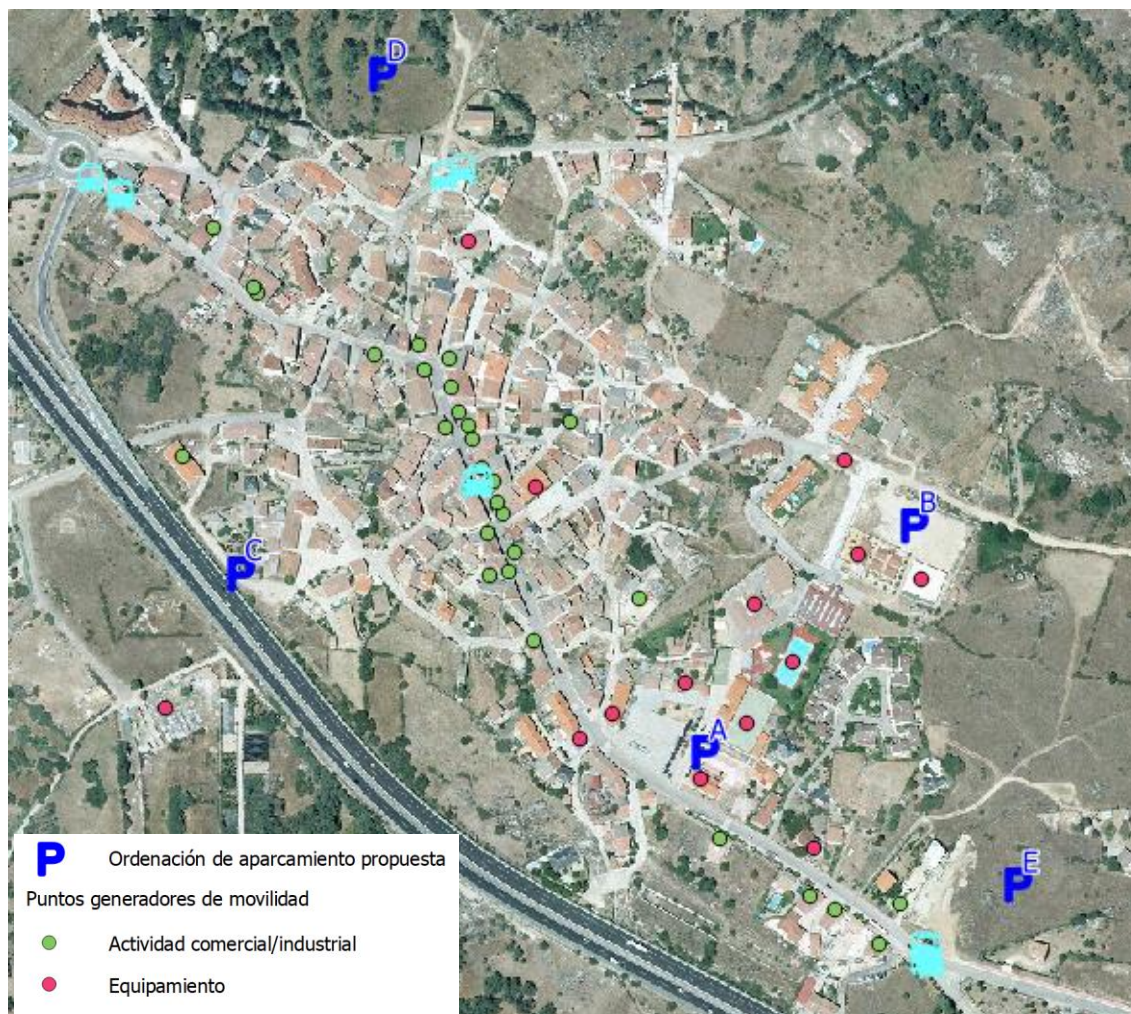 P D
P B
P C
P A
P E
P Ordenación de aparcamiento propuesta
Puntos generadores de movilidad
Actividad comercial/industrial
Equipamiento